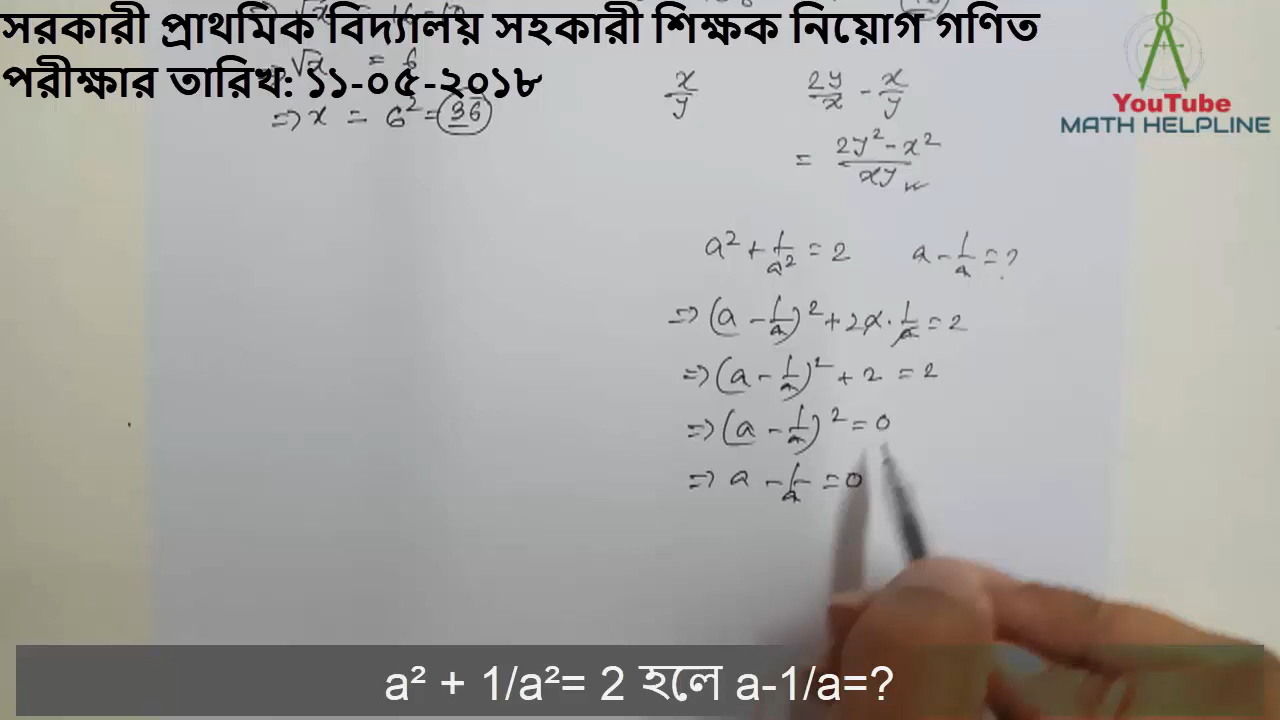 সরকারী প্রাথমিক বিদ্যালয় সহকারী শিক্ষক নিয়োগ গণিত
পরীক্ষার তারিখ: ১১-০৫-২০১৮
YouTube
MATH HELPLINE
⇒ √x = 6
⇒ x = 6² = 36
x/y
2y/x - x/y
= 2y² - x² / xy
a² + 1/a² = 2 a - 1/a = ?
⇒ (a - 1/a)² + 2a · 1/a = 2
⇒ (a - 1/a)² + 2 = 2
⇒ (a - 1/a)² = 0
⇒ a - 1/a = 0
a² + 1/a²= 2 হলে a-1/a=?